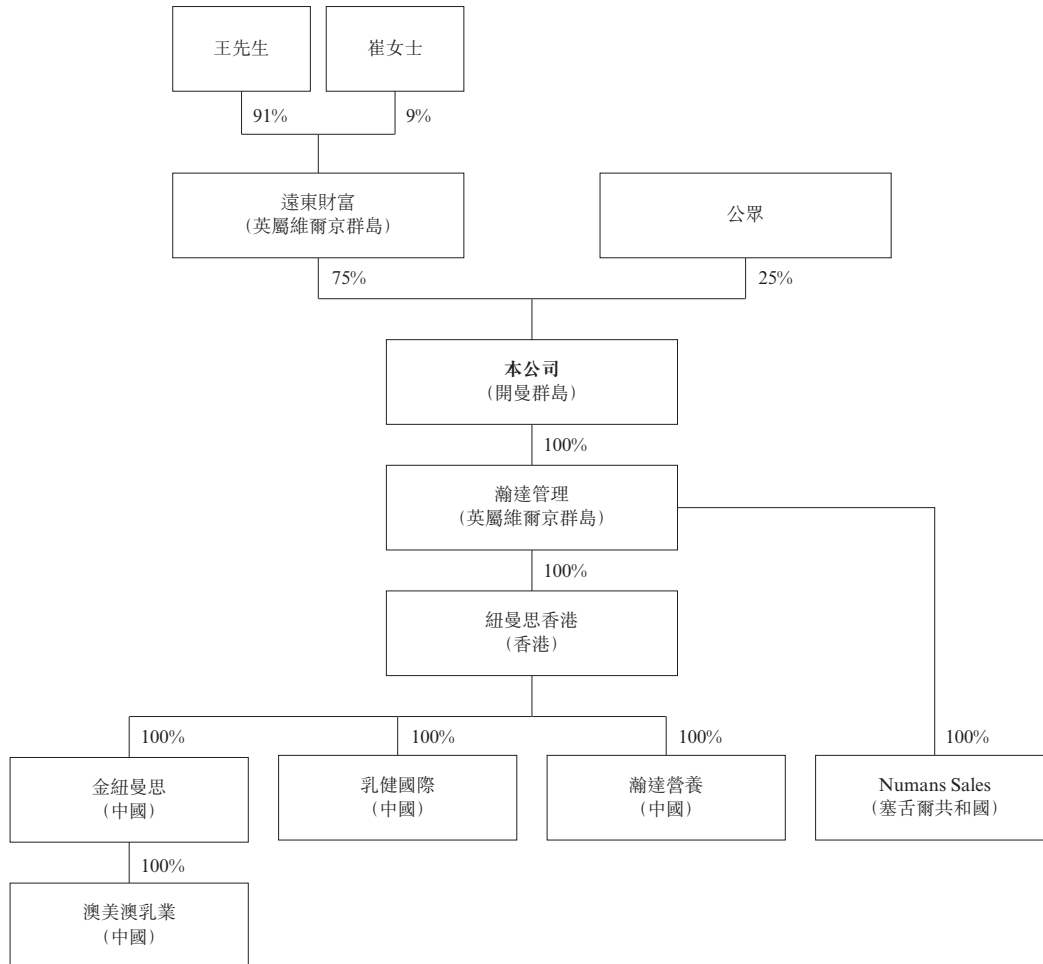 王先生
崔女士
91%
9%
遠東財富
(英屬維爾京群島)
公眾
75%
25%
本公司
(開曼群島)
100%
瀚達管理
(英屬維爾京群島)
100%
紐曼思香港
(香港)
100%
100%
100%
100%
金紐曼思
(中國)
乳健國際
(中國)
瀚達營養
(中國)
Numans Sales
(塞舌爾共和國)
100%
澳美澳乳業
(中國)